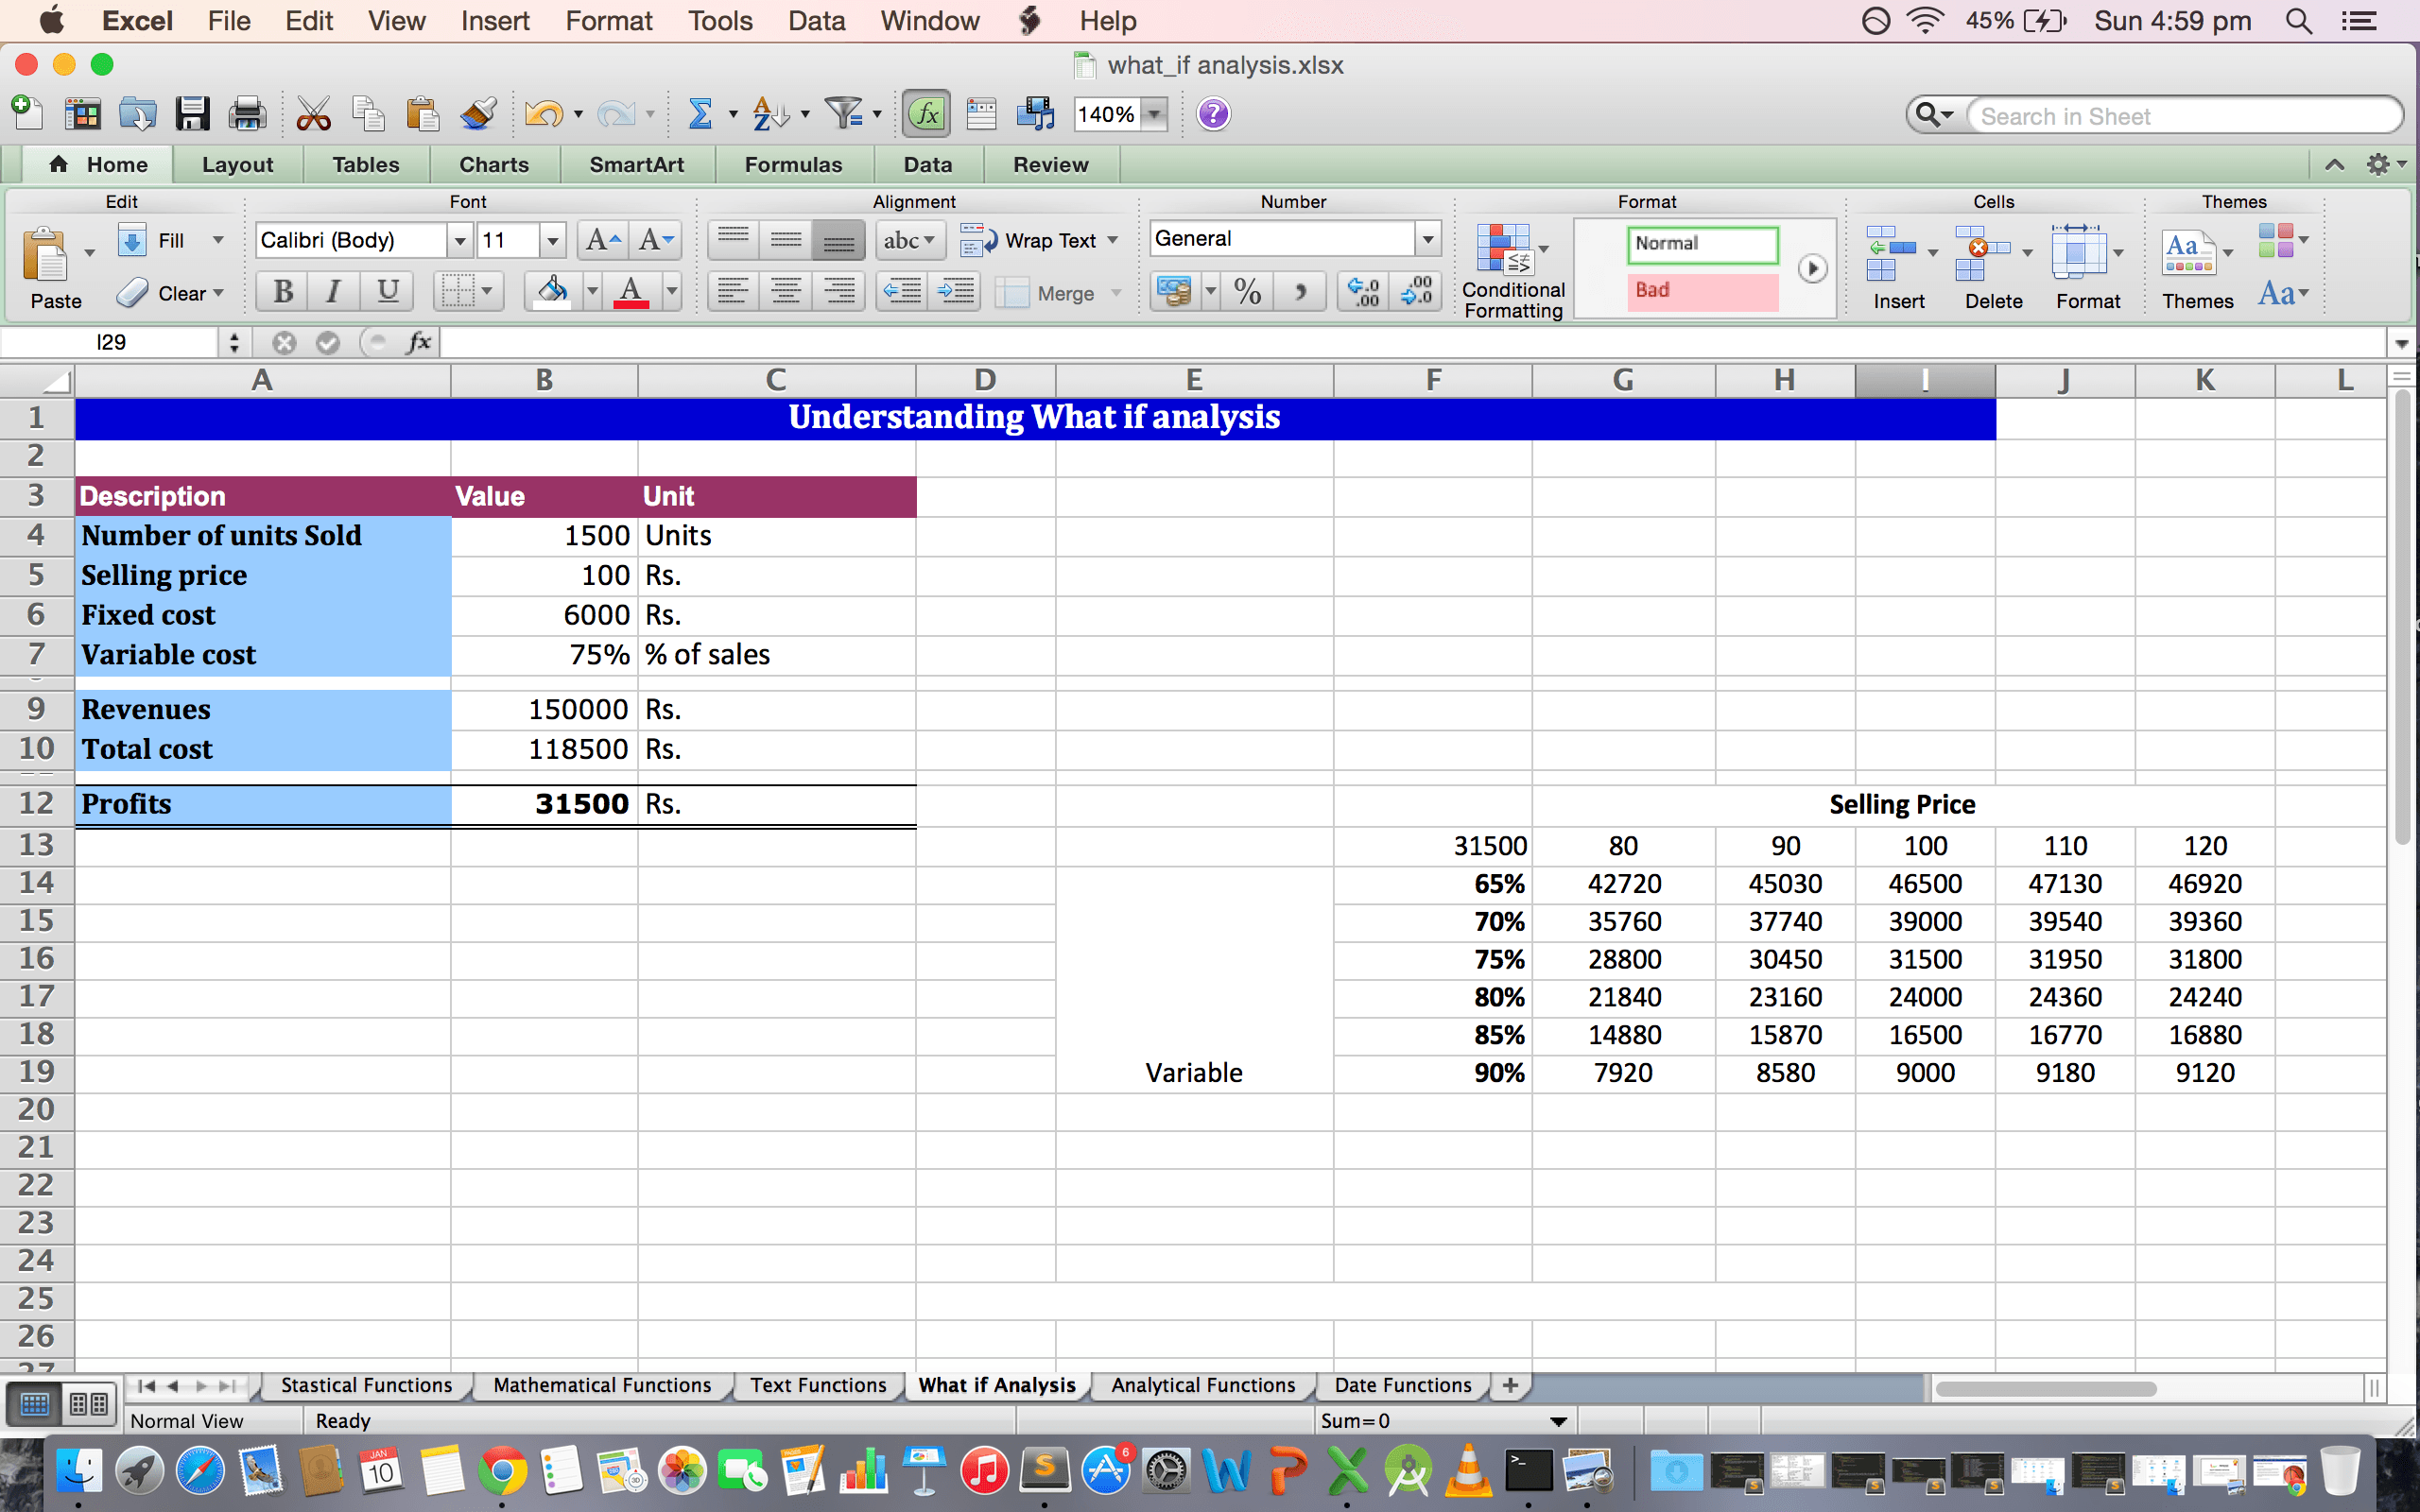 Excel File Edit View Insert Format Tools Data Window Help 45% Sun 4:59 pm
what_if analysis.xlsx
140% Search in Sheet
Home Layout Tables Charts SmartArt Formulas Data Review
Edit Font Alignment Number Format Cells Themes
Fill Calibri (Body) 11 abc Wrap Text General Normal
Paste Clear B I U A Merge % Conditional Formatting Bad Insert Delete Format Themes Aa
I29 fx
A B C D E F G H I J K L
1 Understanding What if analysis
2
3 Description Value Unit
4 Number of units Sold 1500 Units
5 Selling price 100 Rs.
6 Fixed cost 6000 Rs.
7 Variable cost 75% % of sales
9 Revenues 150000 Rs.
10 Total cost 118500 Rs.
12 Profits 31500 Rs. Selling Price
13 31500 80 90 100 110 120
14 65% 42720 45030 46500 47130 46920
15 70% 35760 37740 39000 39540 39360
16 75% 28800 30450 31500 31950 31800
17 80% 21840 23160 24000 24360 24240
18 85% 14880 15870 16500 16770 16880
19 Variable 90% 7920 8580 9000 9180 9120
20
21
22
23
24
25
26
27
Stastical Functions Mathematical Functions Text Functions What if Analysis Analytical Functions Date Functions +
Normal View Ready Sum=0
JAN 10 6